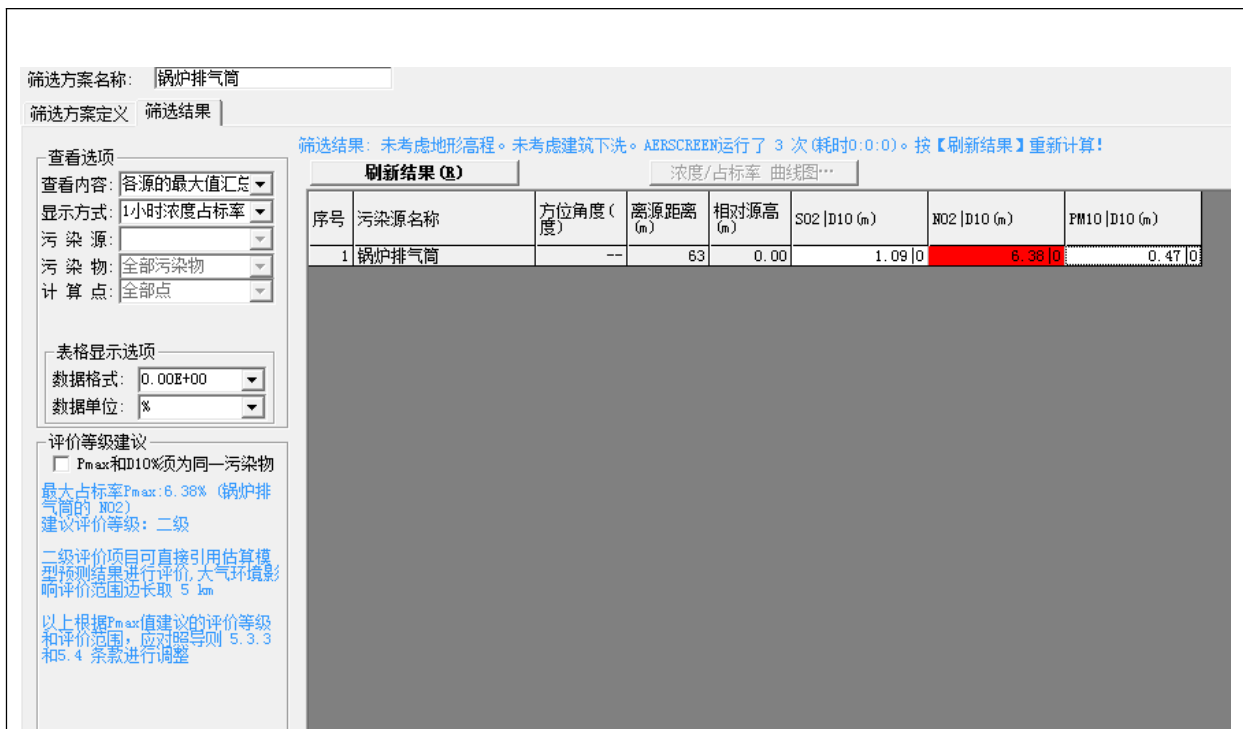 筛选方案名称: 锅炉排气筒
筛选方案定义 筛选结果
筛选结果: 未考虑地形高程。未考虑建筑下洗。AERSCREEN运行了 3 次(耗时0:0:0)。按【刷新结果】重新计算!
查看选项
查看内容: 各源的最大值汇总
显示方式: 1小时浓度占标率
污 染 源:
污 染 物: 全部污染物
计 算 点: 全部点
表格显示选项
数据格式: 0.00E+00
数据单位: %
评价等级建议
Pmax和D10%须为同一污染物
最大占标率Pmax:6.38% (锅炉排
气筒的 NO2)
建议评价等级: 二级
二级评价项目可直接引用估算模
型预测结果进行评价,大气环境影
响评价范围边长取 5 km
以上根据Pmax值建议的评价等级
和评价范围，应对照导则 5.3.3
和5.4 条款进行调整
刷新结果(R) 浓度/占标率 曲线图…
序号 污染源名称 方位角度(度) 离源距离(m) 相对源高(m) SO2|D10(m) NO2|D10(m) PM10|D10(m)
1 锅炉排气筒 -- 63 0.00 1.09|0 6.38|0 0.47|0